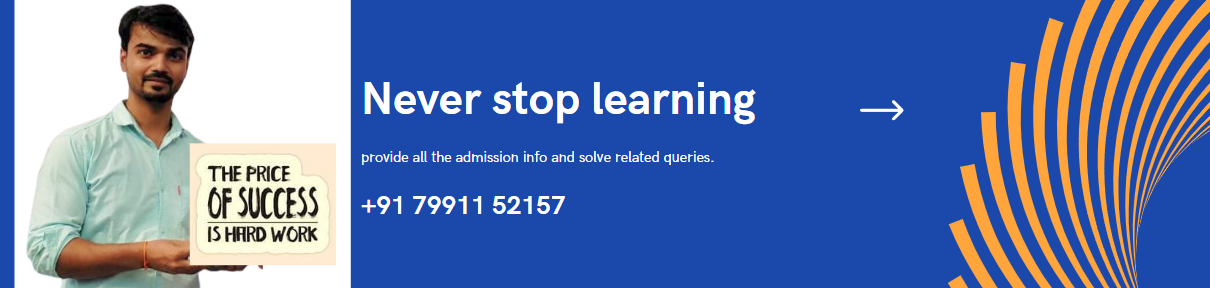 Never stop learning
provide all the admission info and solve related queries.
+91 79911 52157
THE PRICE
OF SUCCESS
IS HARD WORK